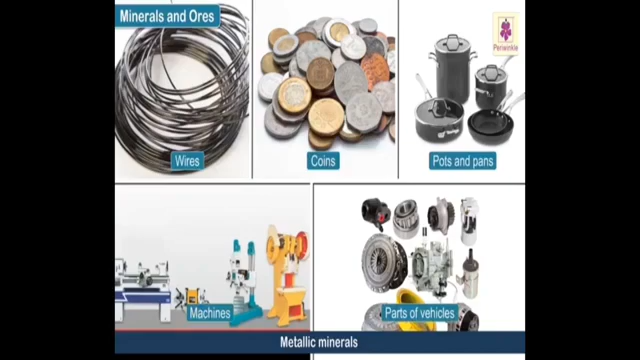 Minerals and Ores
Periwinkle
Wires
Coins
Pots and pans
Machines
Parts of vehicles
Metallic minerals